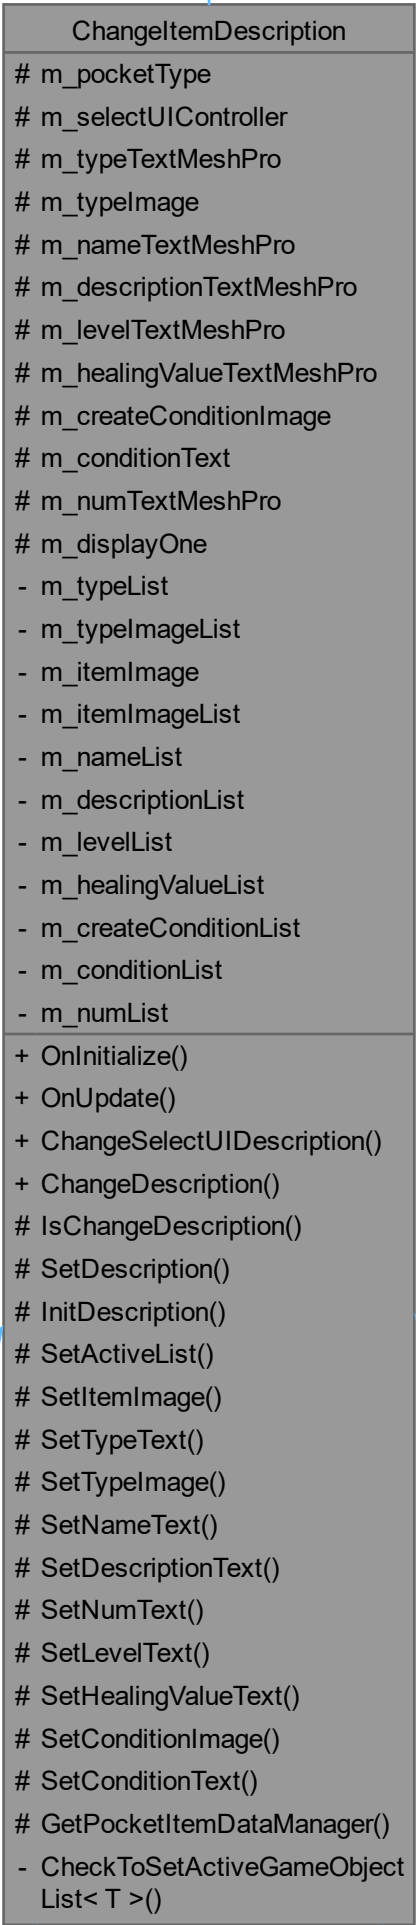 ChangeItemDescription
# m_pocketType
# m_selectUIController
# m_typeTextMeshPro
# m_typeImage
# m_nameTextMeshPro
# m_descriptionTextMeshPro
# m_levelTextMeshPro
# m_healingValueTextMeshPro
# m_createConditionImage
# m_conditionText
# m_numTextMeshPro
# m_displayOne
- m_typeList
- m_typeImageList
- m_itemImage
- m_itemImageList
- m_nameList
- m_descriptionList
- m_levelList
- m_healingValueList
- m_createConditionList
- m_conditionList
- m_numList
+ OnInitialize()
+ OnUpdate()
+ ChangeSelectUIDescription()
+ ChangeDescription()
# IsChangeDescription()
# SetDescription()
# InitDescription()
# SetActiveList()
# SetItemImage()
# SetTypeText()
# SetTypeImage()
# SetNameText()
# SetDescriptionText()
# SetNumText()
# SetLevelText()
# SetHealingValueText()
# SetConditionImage()
# SetConditionText()
# GetPocketItemDataManager()
- CheckToSetActiveGameObject
List< T >()